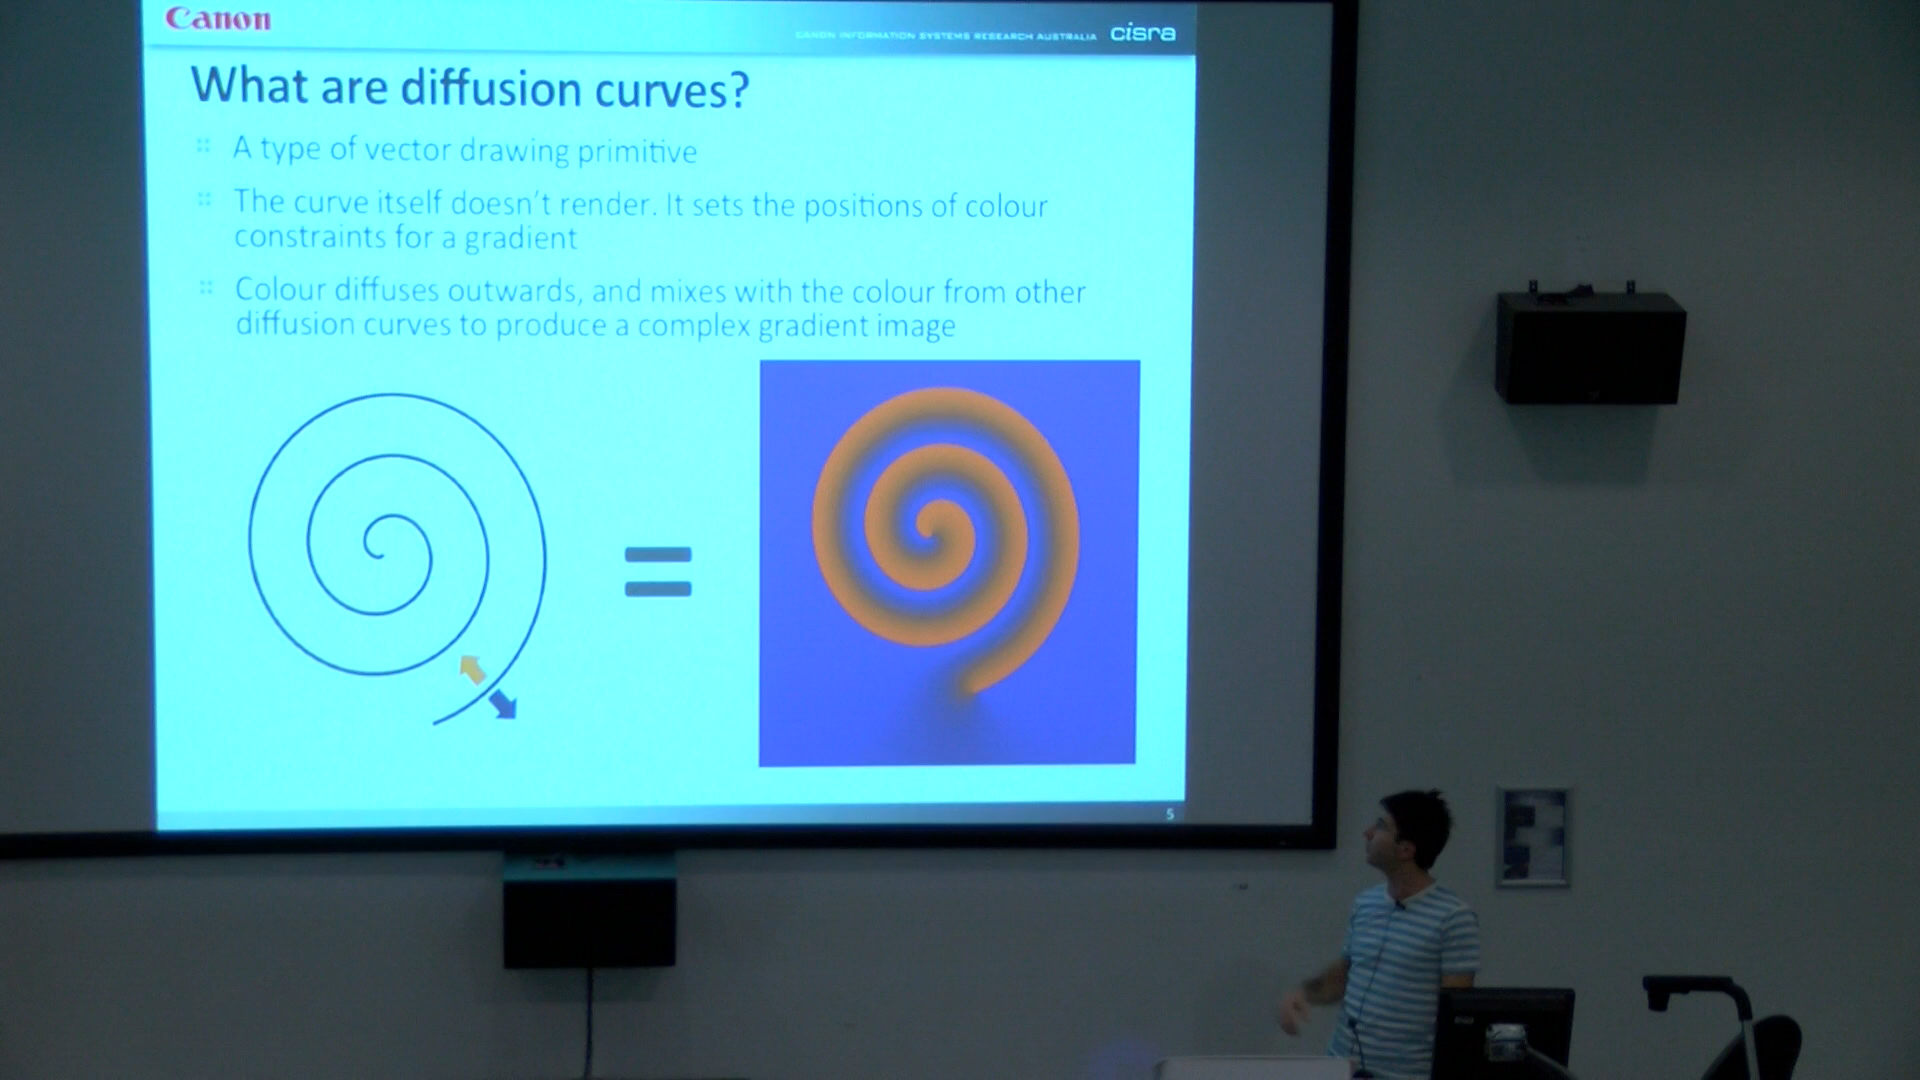 Canon
CANON INFORMATION SYSTEMS RESEARCH AUSTRALIA cisra
What are diffusion curves?
A type of vector drawing primitive
The curve itself doesn't render. It sets the positions of colour
constraints for a gradient
Colour diffuses outwards, and mixes with the colour from other
diffusion curves to produce a complex gradient image
5